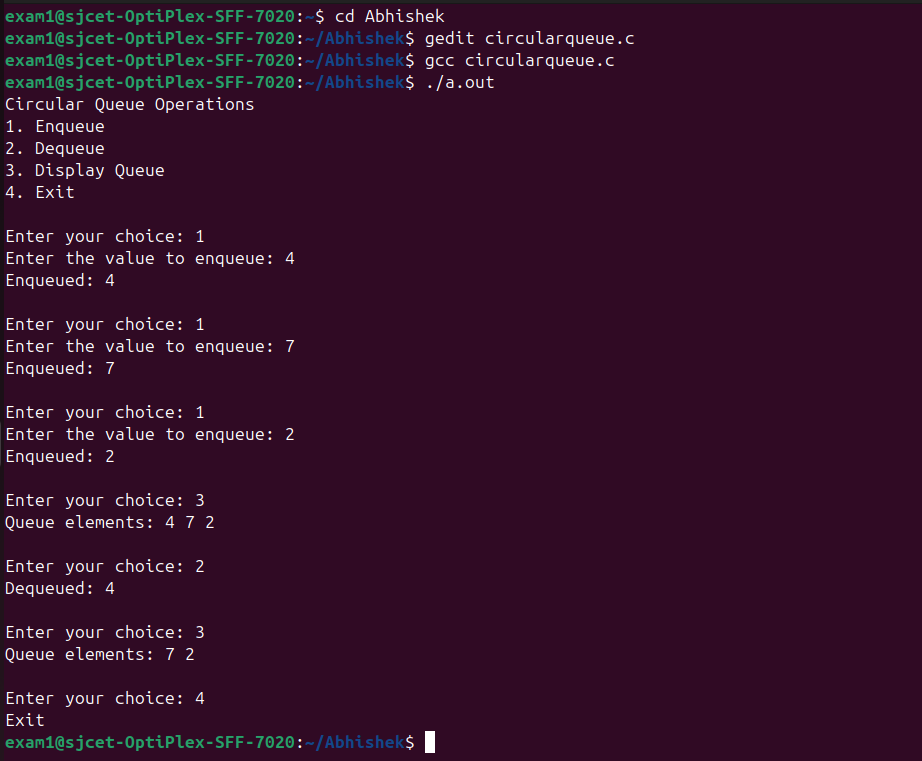 exam1@sjcet-OptiPlex-SFF-7020:~$ cd Abhishek
exam1@sjcet-OptiPlex-SFF-7020:~/Abhishek$ gedit circularqueue.c
exam1@sjcet-OptiPlex-SFF-7020:~/Abhishek$ gcc circularqueue.c
exam1@sjcet-OptiPlex-SFF-7020:~/Abhishek$ ./a.out
Circular Queue Operations
1. Enqueue
2. Dequeue
3. Display Queue
4. Exit

Enter your choice: 1
Enter the value to enqueue: 4
Enqueued: 4

Enter your choice: 1
Enter the value to enqueue: 7
Enqueued: 7

Enter your choice: 1
Enter the value to enqueue: 2
Enqueued: 2

Enter your choice: 3
Queue elements: 4 7 2

Enter your choice: 2
Dequeued: 4

Enter your choice: 3
Queue elements: 7 2

Enter your choice: 4
Exit
exam1@sjcet-OptiPlex-SFF-7020:~/Abhishek$